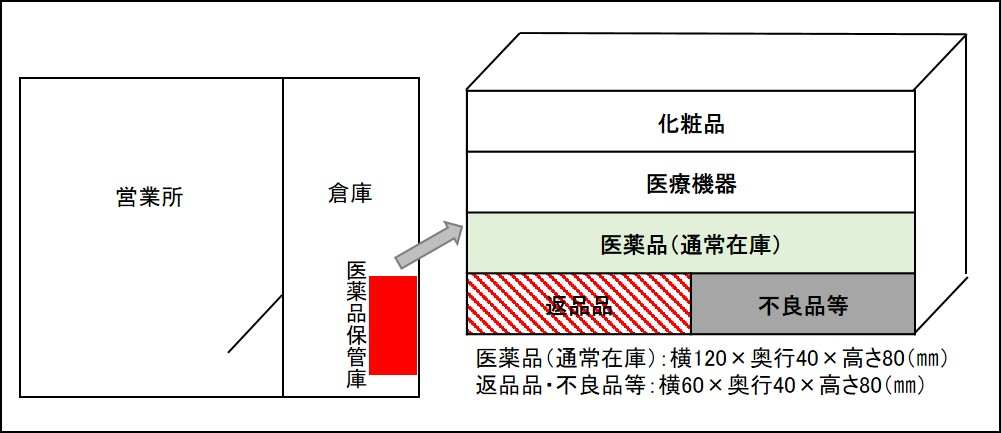 営業所
倉庫
医薬品保管庫
化粧品
医療機器
医薬品(通常在庫)
返品品
不良品等
医薬品(通常在庫):横120×奥行40×高さ80(㎜)
返品品・不良品等:横60×奥行40×高さ80(㎜)